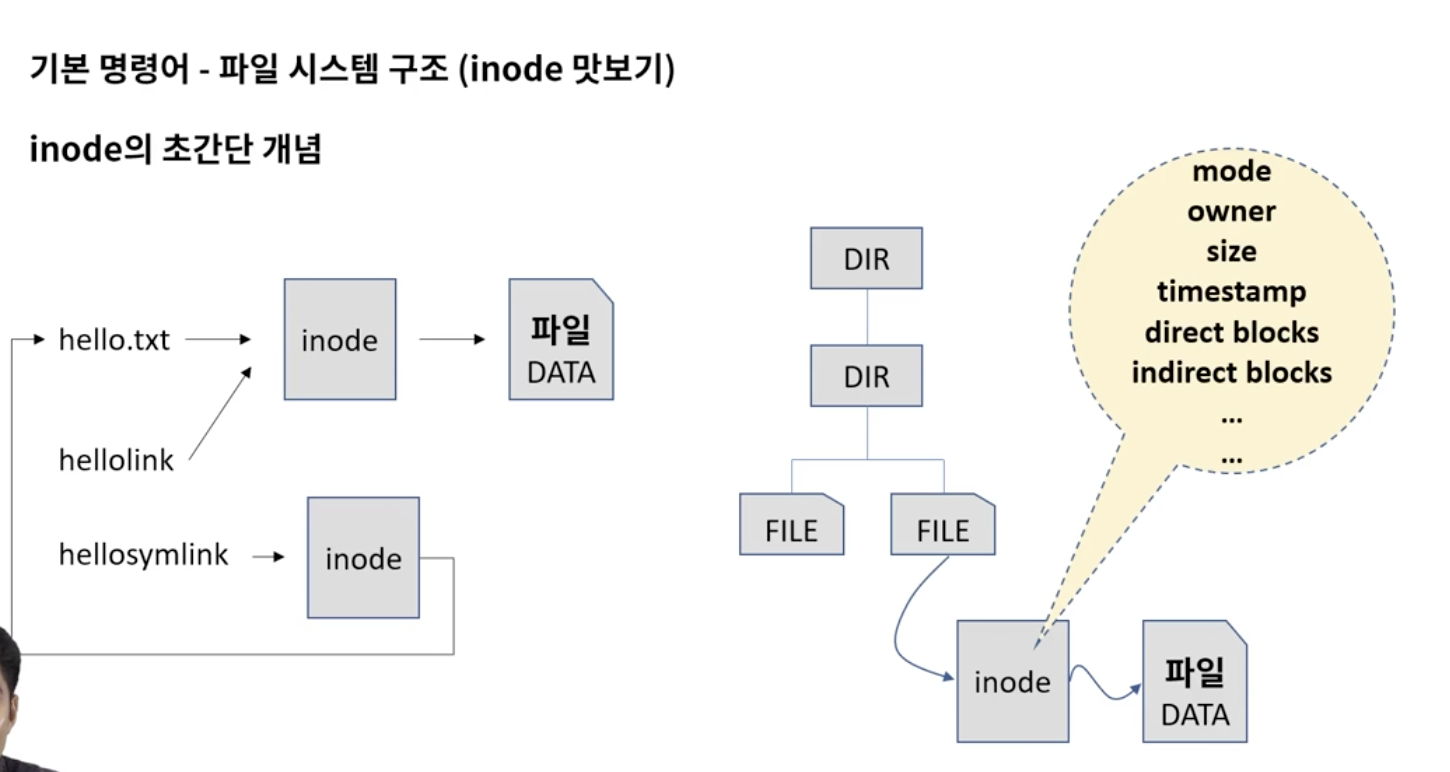 기본 명령어 - 파일 시스템 구조 (inode 맛보기)
inode의 초간단 개념
hello.txt
inode
파일
DATA
hellolink
hellosymlink
inode
DIR
DIR
FILE
FILE
mode
owner
size
timestamp
direct blocks
indirect blocks
...
...
inode
파일
DATA